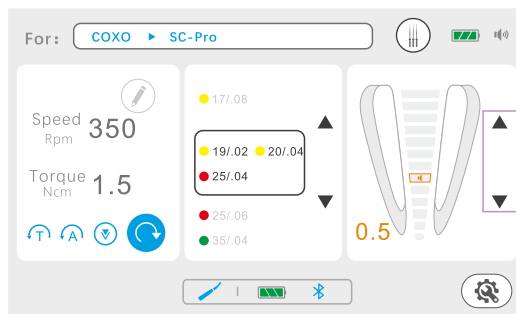 For: COXO ▶ SC-Pro
Speed
Rpm
350
Torque
Ncm
1.5
T A
17/.08
19/.02 20/.04
25/.04
25/.06
35/.04
0.5